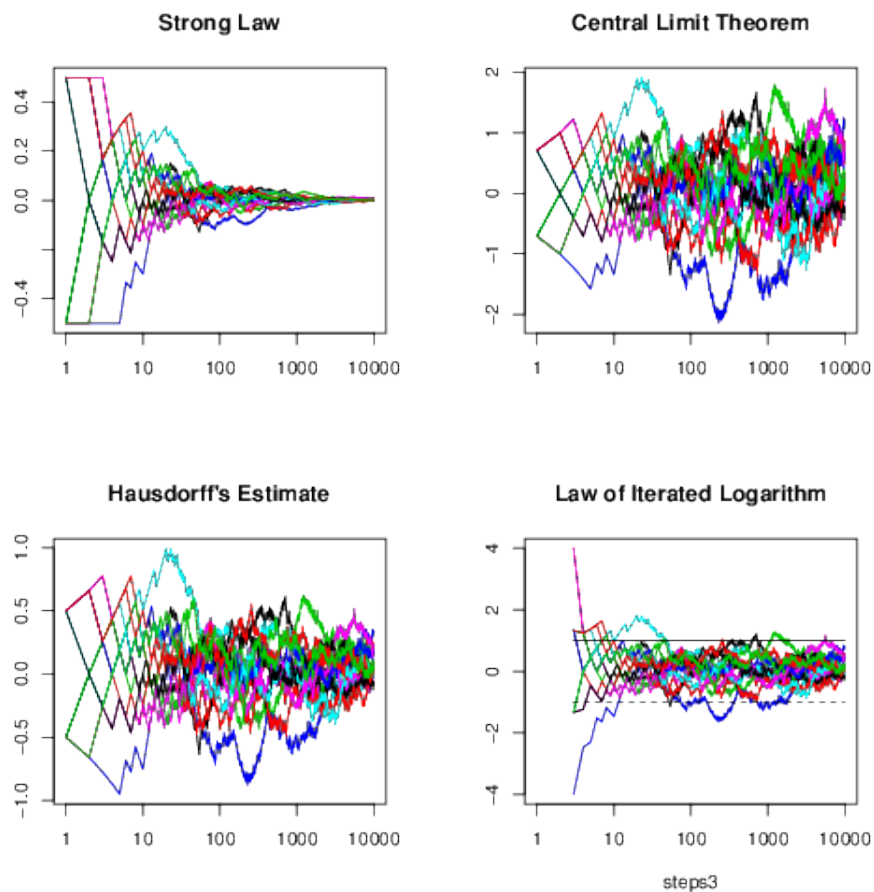 Strong Law
0.4
0.2
0.0
−0.4
1 10 100 1000 10000
Central Limit Theorem
2
1
0
−1
−2
1 10 100 1000 10000
Hausdorff's Estimate
1.0
0.5
0.0
−0.5
−1.0
1 10 100 1000 10000
Law of Iterated Logarithm
4
2
0
−2
−4
1 10 100 1000 10000
steps3